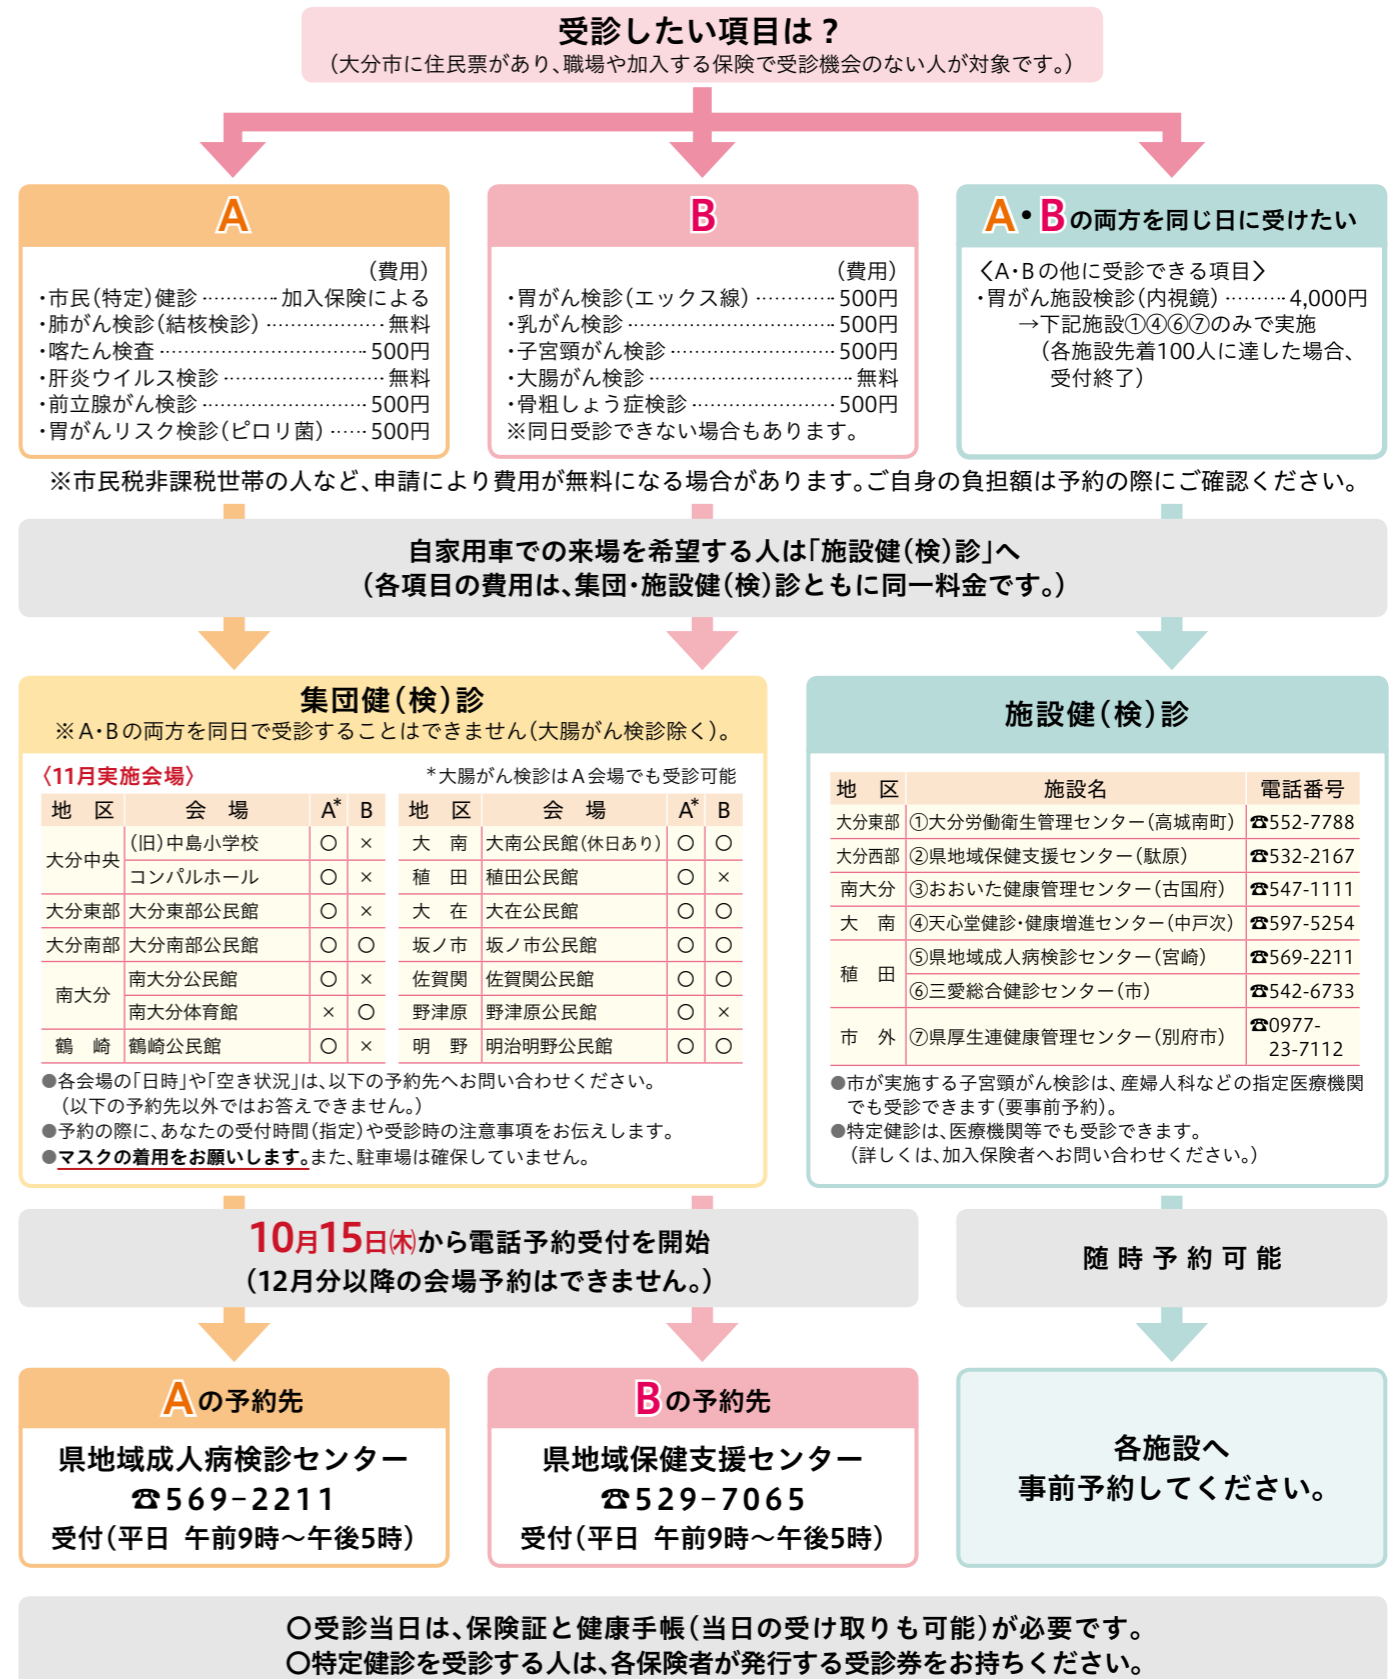 受診したい項目は？
（大分市に住民票があり、職場や加入する保険で受診機会のない人が対象です。）
A
（費用）
・市民（特定）健診 ………… 加入保険による
・肺がん検診（結核検診） ……………… 無料
・喀たん検査 …………………………… 500円
・肝炎ウイルス検診 …………………… 無料
・前立腺がん検診 ……………………… 500円
・胃がんリスク検診（ピロリ菌） …… 500円
B
（費用）
・胃がん検診（エックス線） ………… 500円
・乳がん検診 …………………………… 500円
・子宮頸がん検診 ……………………… 500円
・大腸がん検診 ………………………… 無料
・骨粗しょう症検診 …………………… 500円
※同日受診できない場合もあります。
A・Bの両方を同じ日に受けたい
〈A・Bの他に受診できる項目〉
・胃がん施設検診（内視鏡） ……… 4,000円
→下記施設①④⑥⑦のみで実施
（各施設先着100人に達した場合、
受付終了）
※市民税非課税世帯の人など、申請により費用が無料になる場合があります。ご自身の負担額は予約の際にご確認ください。
自家用車での来場を希望する人は「施設健（検）診」へ
（各項目の費用は、集団・施設健（検）診ともに同一料金です。）
集団健（検）診
※A・Bの両方を同日で受診することはできません（大腸がん検診除く）。
〈11月実施会場〉 *大腸がん検診はA会場でも受診可能
地 区 会 場 A* B
大分中央 （旧）中島小学校 ○ ×
コンパルホール ○ ×
大分東部 大分東部公民館 ○ ×
大分南部 大分南部公民館 ○ ○
南大分 南大分公民館 ○ ×
南大分体育館 × ○
鶴 崎 鶴崎公民館 ○ ×
地 区 会 場 A* B
大 南 大南公民館（休日あり） ○ ○
稙 田 稙田公民館 ○ ×
大 在 大在公民館 ○ ○
坂ノ市 坂ノ市公民館 ○ ○
佐賀関 佐賀関公民館 ○ ○
野津原 野津原公民館 ○ ×
明 野 明治明野公民館 ○ ○
●各会場の「日時」や「空き状況」は、以下の予約先へお問い合わせください。
（以下の予約先以外ではお答えできません。）
●予約の際に、あなたの受付時間（指定）や受診時の注意事項をお伝えします。
●マスクの着用をお願いします。また、駐車場は確保していません。
施設健（検）診
地 区 施設名 電話番号
大分東部 ①大分労働衛生管理センター（高城南町） ☎552-7788
大分西部 ②県地域保健支援センター（駄原） ☎532-2167
南大分 ③おおいた健康管理センター（古国府） ☎547-1111
大 南 ④天心堂健診・健康増進センター（中戸次） ☎597-5254
稙 田 ⑤県地域成人病検診センター（宮崎） ☎569-2211
⑥三愛総合健診センター（市） ☎542-6733
市 外 ⑦県厚生連健康管理センター（別府市） ☎0977-
23-7112
●市が実施する子宮頸がん検診は、産婦人科などの指定医療機関
でも受診できます（要事前予約）。
●特定健診は、医療機関等でも受診できます。
（詳しくは、加入保険者へお問い合わせください。）
10月15日㈭から電話予約受付を開始
（12月分以降の会場予約はできません。）
随時予約可能
Aの予約先
県地域成人病検診センター
☎569−2211
受付（平日 午前9時〜午後5時）
Bの予約先
県地域保健支援センター
☎529−7065
受付（平日 午前9時〜午後5時）
各施設へ
事前予約してください。
○受診当日は、保険証と健康手帳（当日の受け取りも可能）が必要です。
○特定健診を受診する人は、各保険者が発行する受診券をお持ちください。